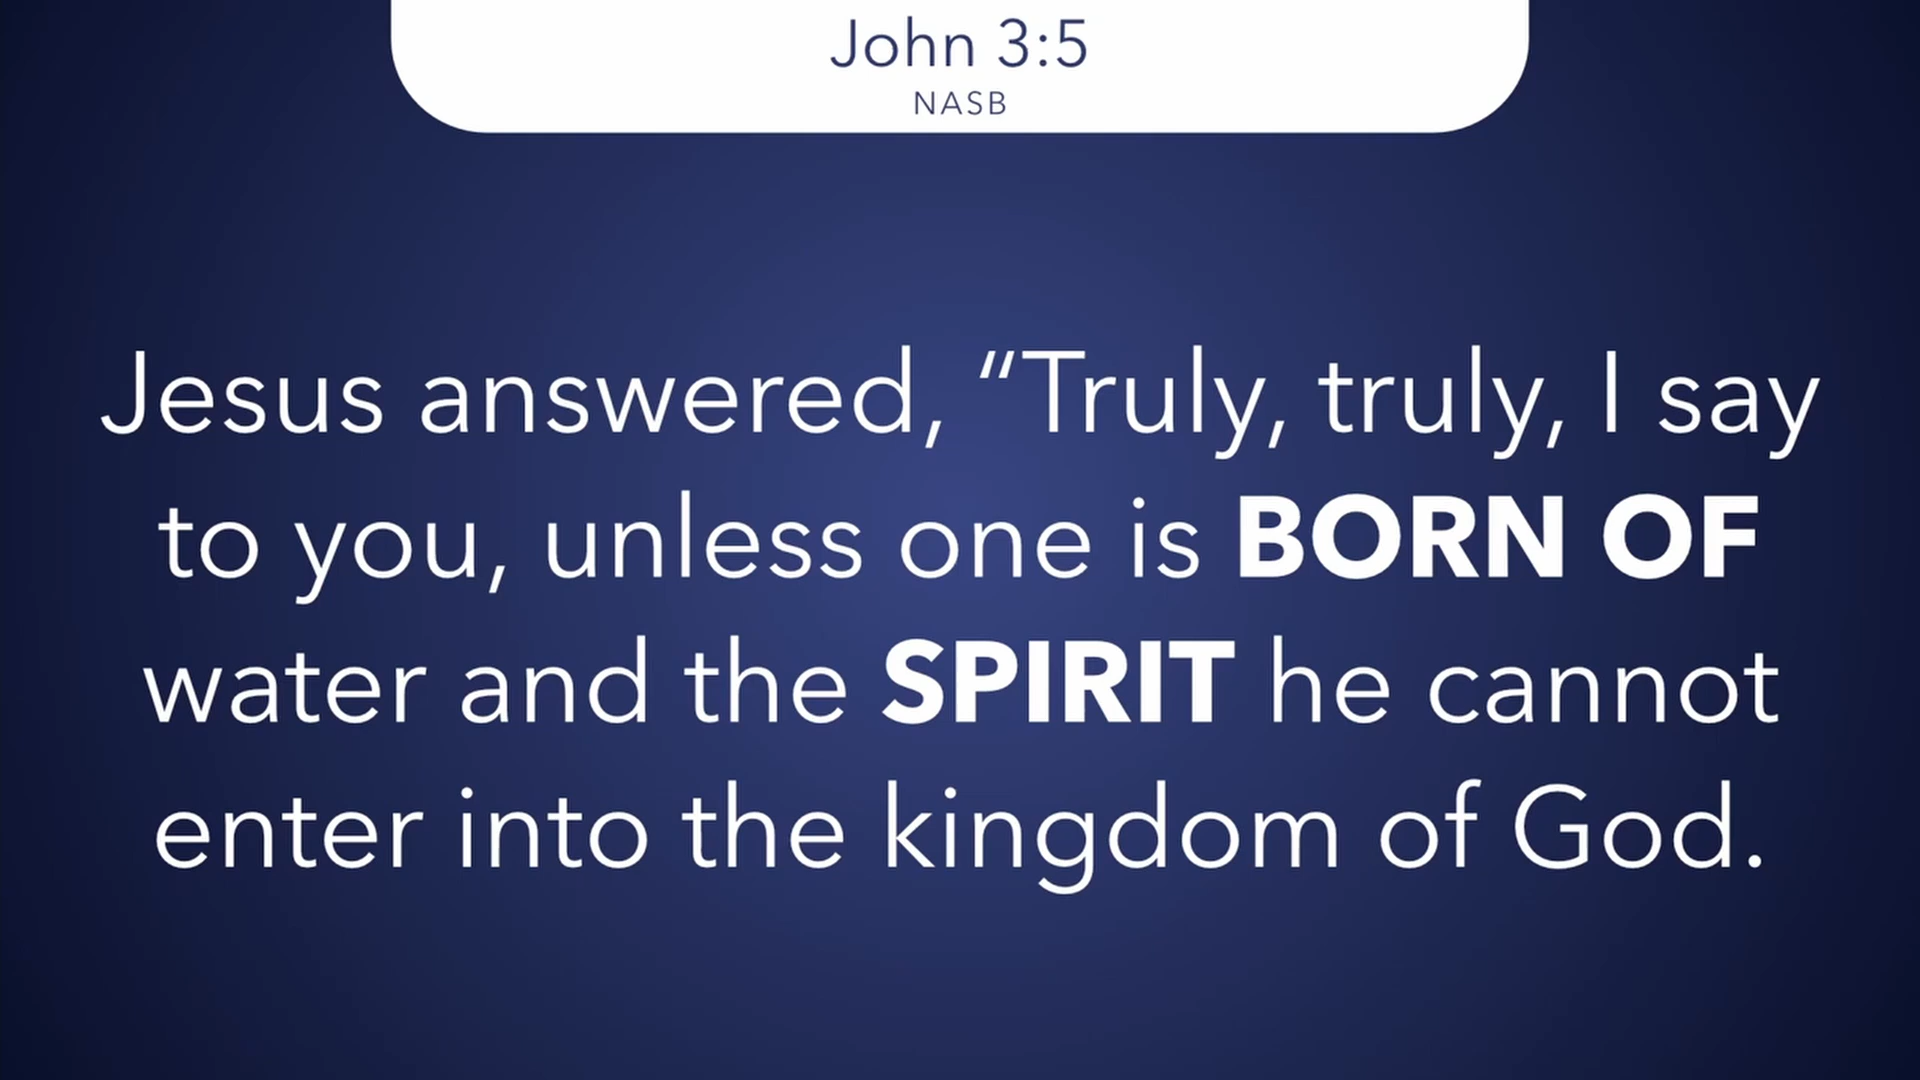 John 3:5
NASB
Jesus answered, “Truly, truly, I say
to you, unless one is BORN OF
water and the SPIRIT he cannot
enter into the kingdom of God.